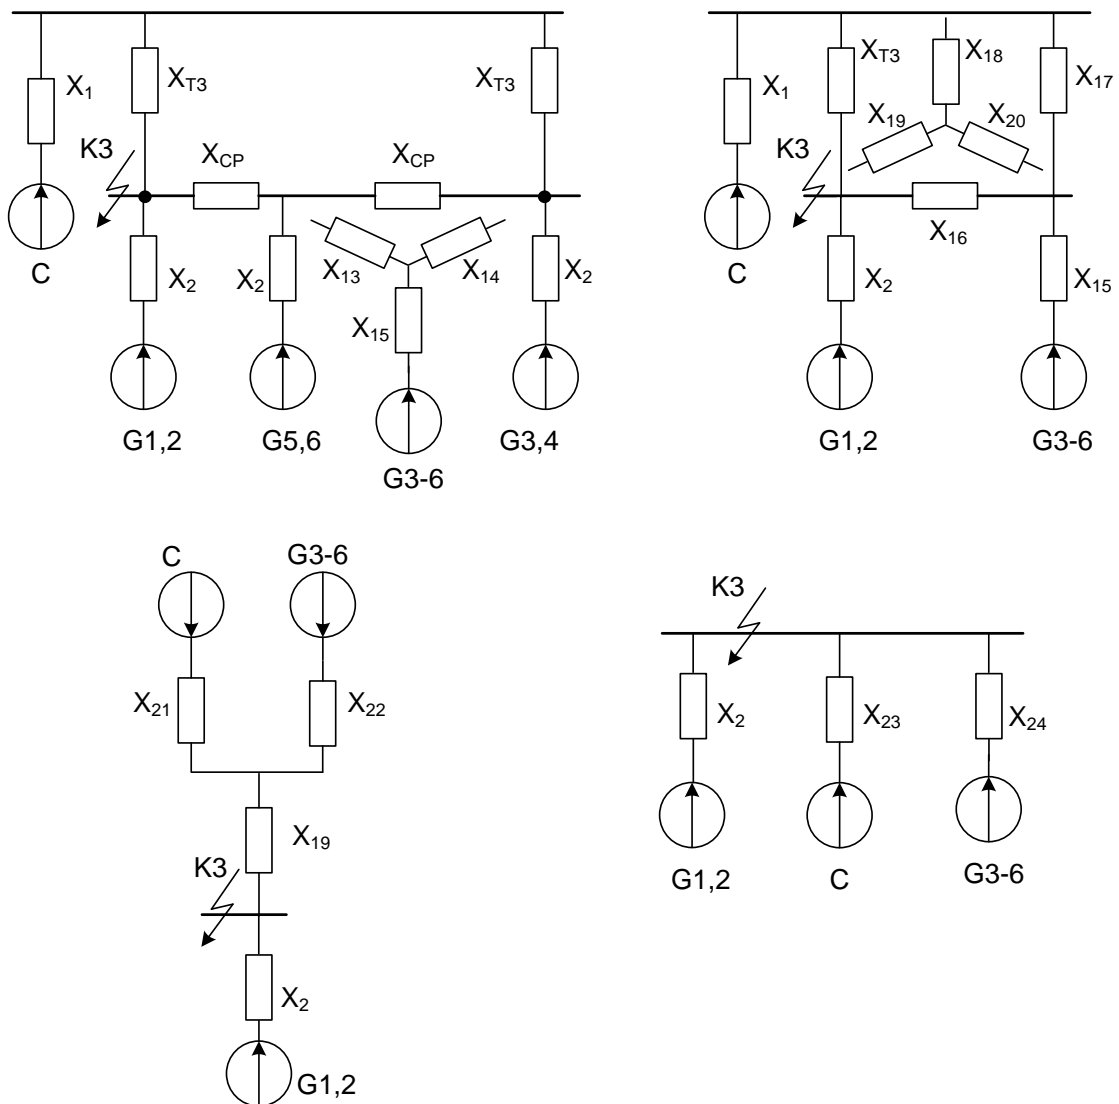 X1
XT3
XT3
K3
XCP
XCP
C
X2
X2
X13
X14
X2
X15
G1,2
G5,6
G3-6
G3,4
X1
XT3
X18
X17
X19
X20
K3
X16
C
X2
X15
G1,2
G3-6
C
G3-6
X21
X22
X19
K3
X2
G1,2
K3
X2
X23
X24
G1,2
C
G3-6